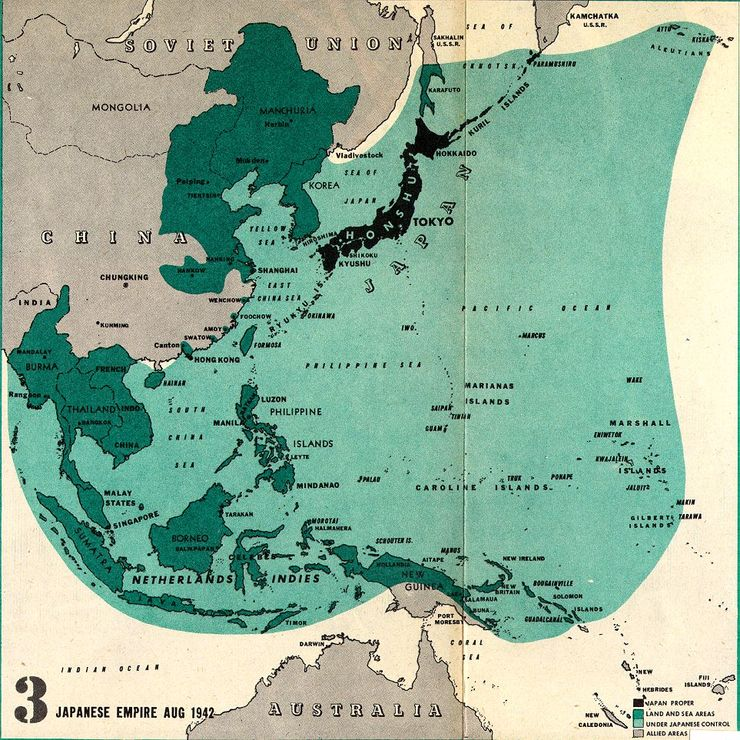 KAMCHATKA
U.S.S.R.
SEA OF
OKHOTSK
SAKHALIN
U.S.S.R.
ATTU
KISKA
ALEUTIANS
SOVIET UNION
PARAMUSHIRO
KARAFUTO
KURIL ISLANDS
MONGOLIA
MANCHURIA
Harbin
HOKKAIDO
Vladivostock
Mukden
SEA OF
JAPAN
KOREA
Peiping
TIENTSIN
HONSHU
TOKYO
JAPAN
YELLOW
SEA
HIROSHIMA
SHIKOKU
KYUSHU
CHINA
NANKING
HANKOW
SHANGHAI
CHUNGKING
EAST
CHINA SEA
INDIA
WENCHOW
RYUKYU IS.
FOOCHOW
OKINAWA
PACIFIC OCEAN
KUNMING
AMOY
SWATOW
IWO
MARCUS
Canton
HONG KONG
FORMOSA
MANDALAY
BURMA
FRENCH
PHILIPPINE SEA
HAINAN
MARIANAS
ISLANDS
WAKE
Rangoon
THAILAND
INDO
CHINA
BANGKOK
SOUTH
CHINA
SEA
LUZON
MANILA
PHILIPPINE
ISLANDS
SAIPAN
TINIAN
GUAM
MARSHALL
ENIWETOK
KWAJALEIN
ISLANDS
JALUIT
LEYTE
MINDANAO
PALAU
TRUK
PONAPE
CAROLINE ISLANDS
MAKIN
TARAWA
GILBERT
ISLANDS
MALAY
STATES
SINGAPORE
TARAKAN
BORNEO
BALIKPAPAN
MOROTAI
HALMAHERA
CELEBES
SUMATRA
NETHERLANDS INDIES
JAVA
TIMOR
SCHOUTEN IS.
MANUS
AITAPE
HOLLANDIA
NEW
GUINEA
NEW IRELAND
NEW
BRITAIN
BOUGAINVILLE
SOLOMON
ISLANDS
LAE
SALAMAUA
BUNA
GUADALCANAL
PORT
MORESBY
DARWIN
CORAL
SEA
INDIAN OCEAN
NEW
HEBRIDES
FIJI
ISLANDS
NEW
CALEDONIA
AUSTRALIA
3 JAPANESE EMPIRE AUG 1942
JAPAN PROPER
LAND AND SEA AREAS
UNDER JAPANESE CONTROL
ALLIED AREAS